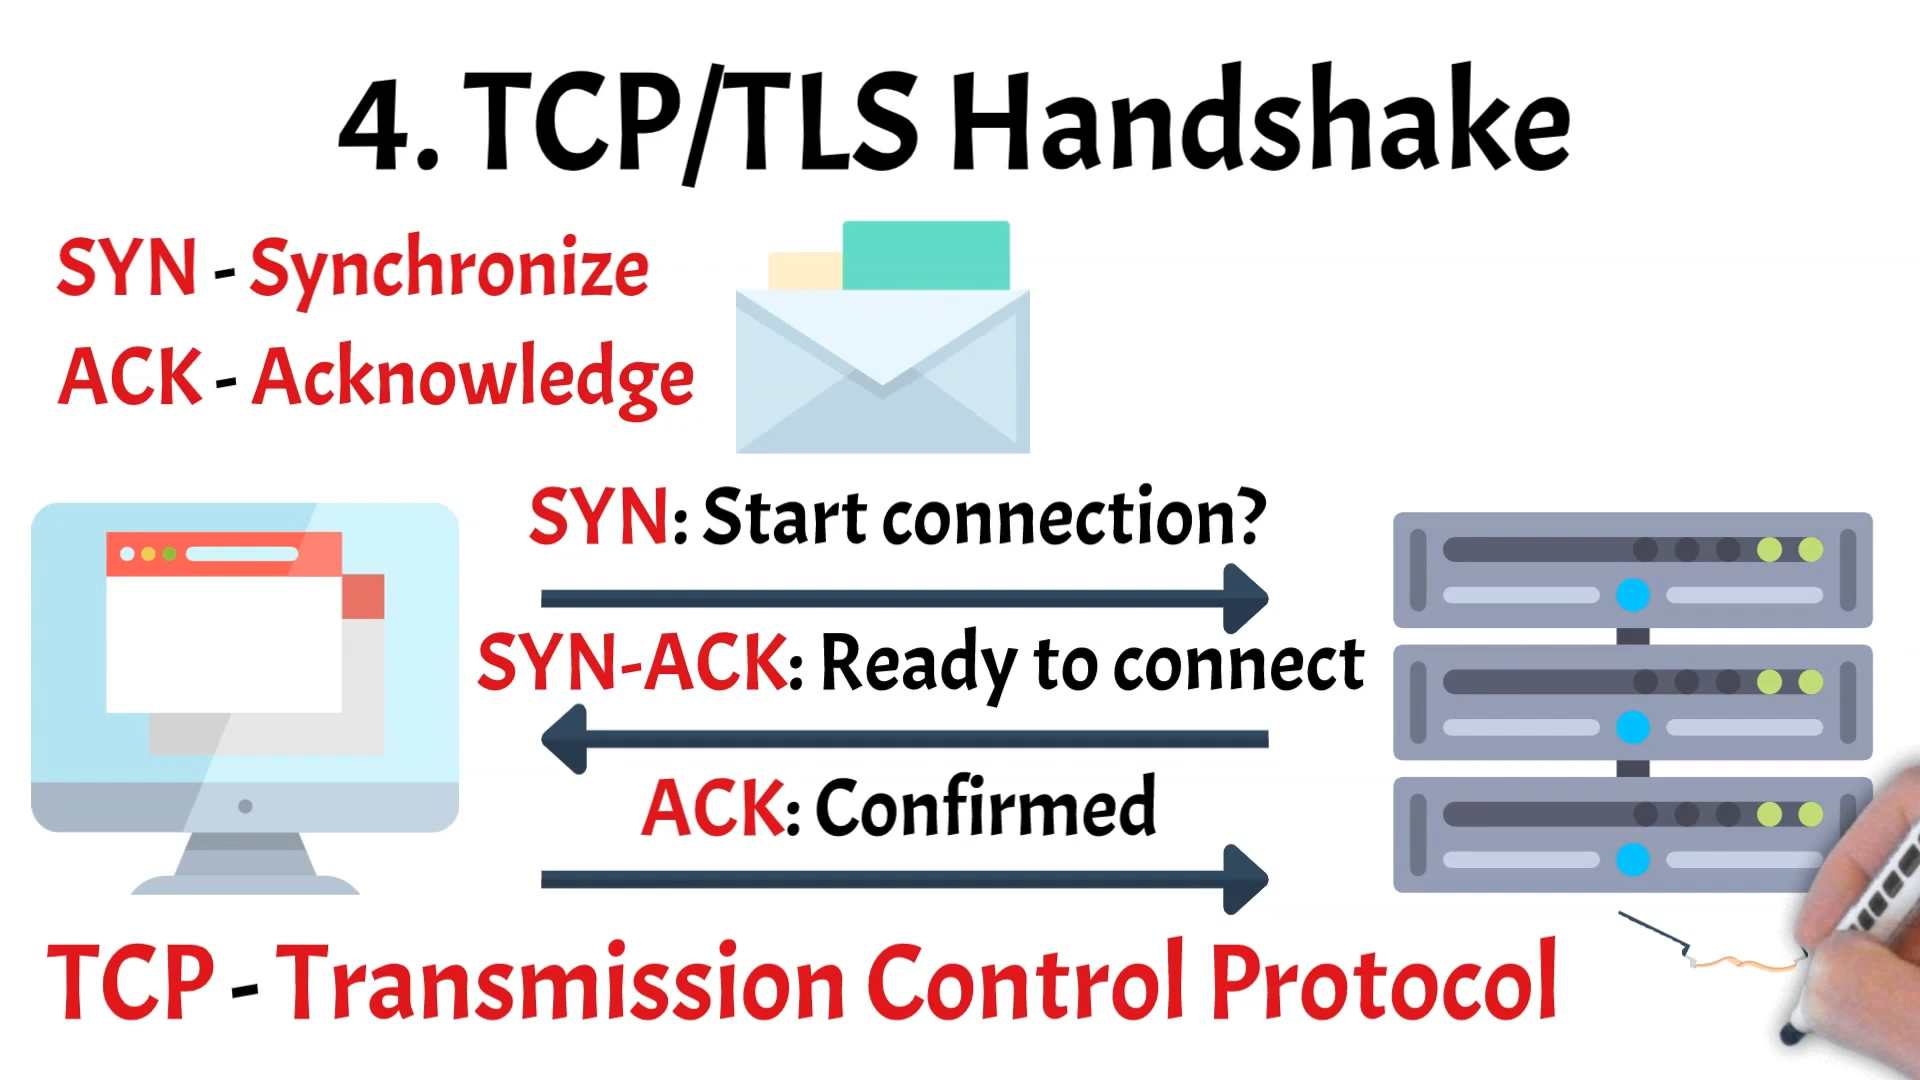 4. TCP/TLS Handshake
SYN - Synchronize
ACK - Acknowledge
SYN: Start connection?
SYN-ACK: Ready to connect
ACK: Confirmed
TCP - Transmission Control Protocol